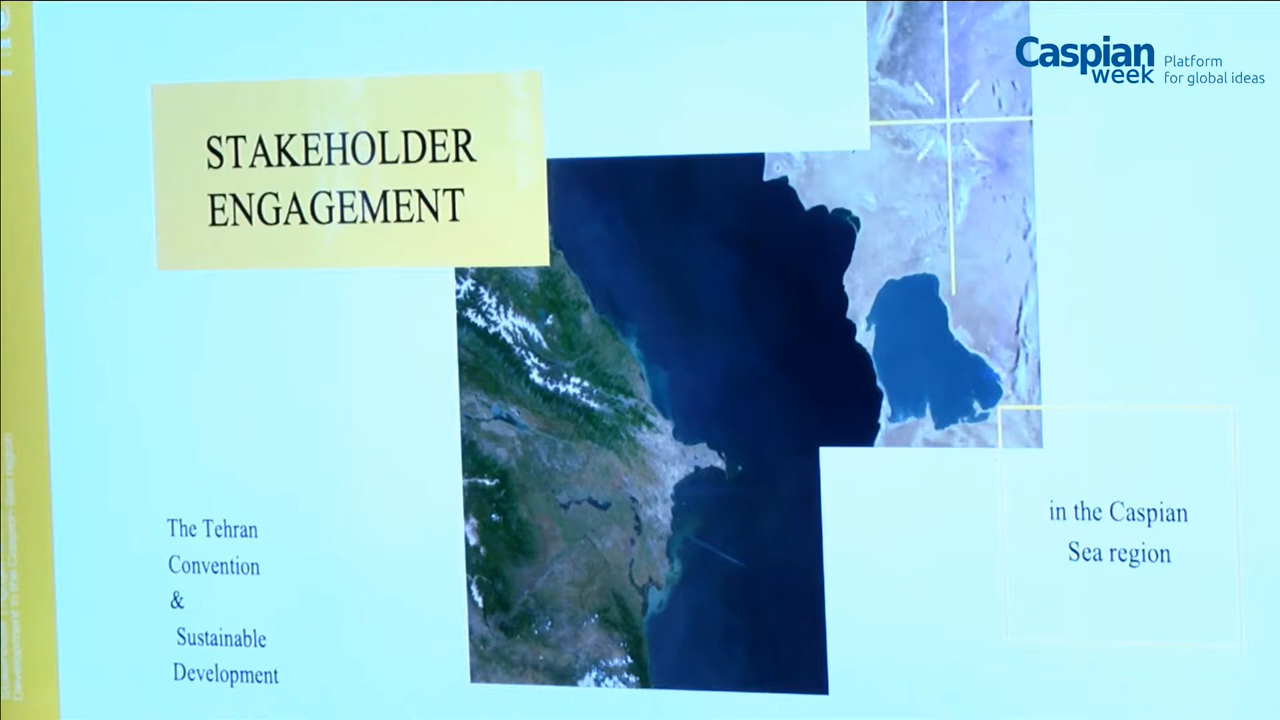 Caspian
week
Platform
for global ideas
STAKEHOLDER
ENGAGEMENT
The Tehran
Convention
&
Sustainable
Development
in the Caspian
Sea region